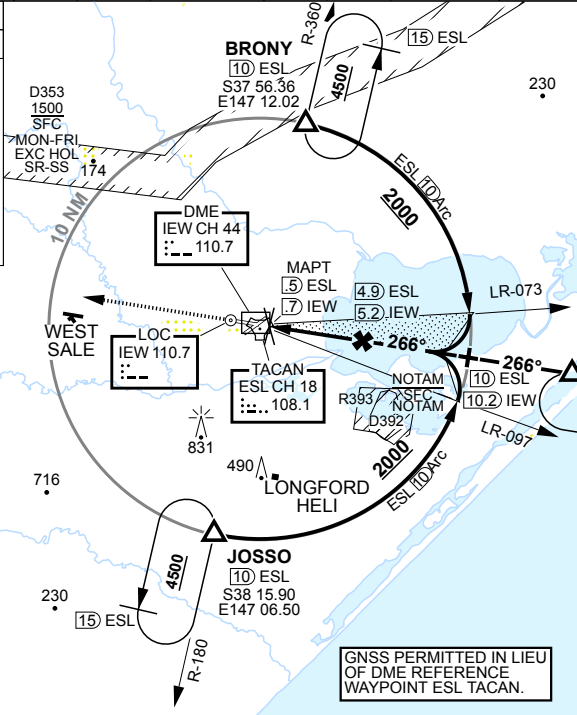 R-360
15 ESL
BRONY
10 ESL
S37 56.36
E147 12.02
4500
230
D353
1500
SFC
MON-FRI
EXC HOL
SR-SS
174
10 NM
ESL 10 Arc
2000
DME
IEW CH 44
110.7
MAPT
.5 ESL
.7 IEW
4.9 ESL
5.2 IEW
LR-073
WEST
SALE
LOC
IEW 110.7
TACAN
ESL CH 18
108.1
266°
266°
10 ESL
10.2 IEW
NOTAM
SEC
NOTAM
R393
D392
LR-097
831
490
LONGFORD
HELI
2000
ESL 10 Arc
716
JOSSO
10 ESL
S38 15.90
E147 06.50
4500
230
15 ESL
R-180
GNSS PERMITTED IN LIEU
OF DME REFERENCE
WAYPOINT ESL TACAN.